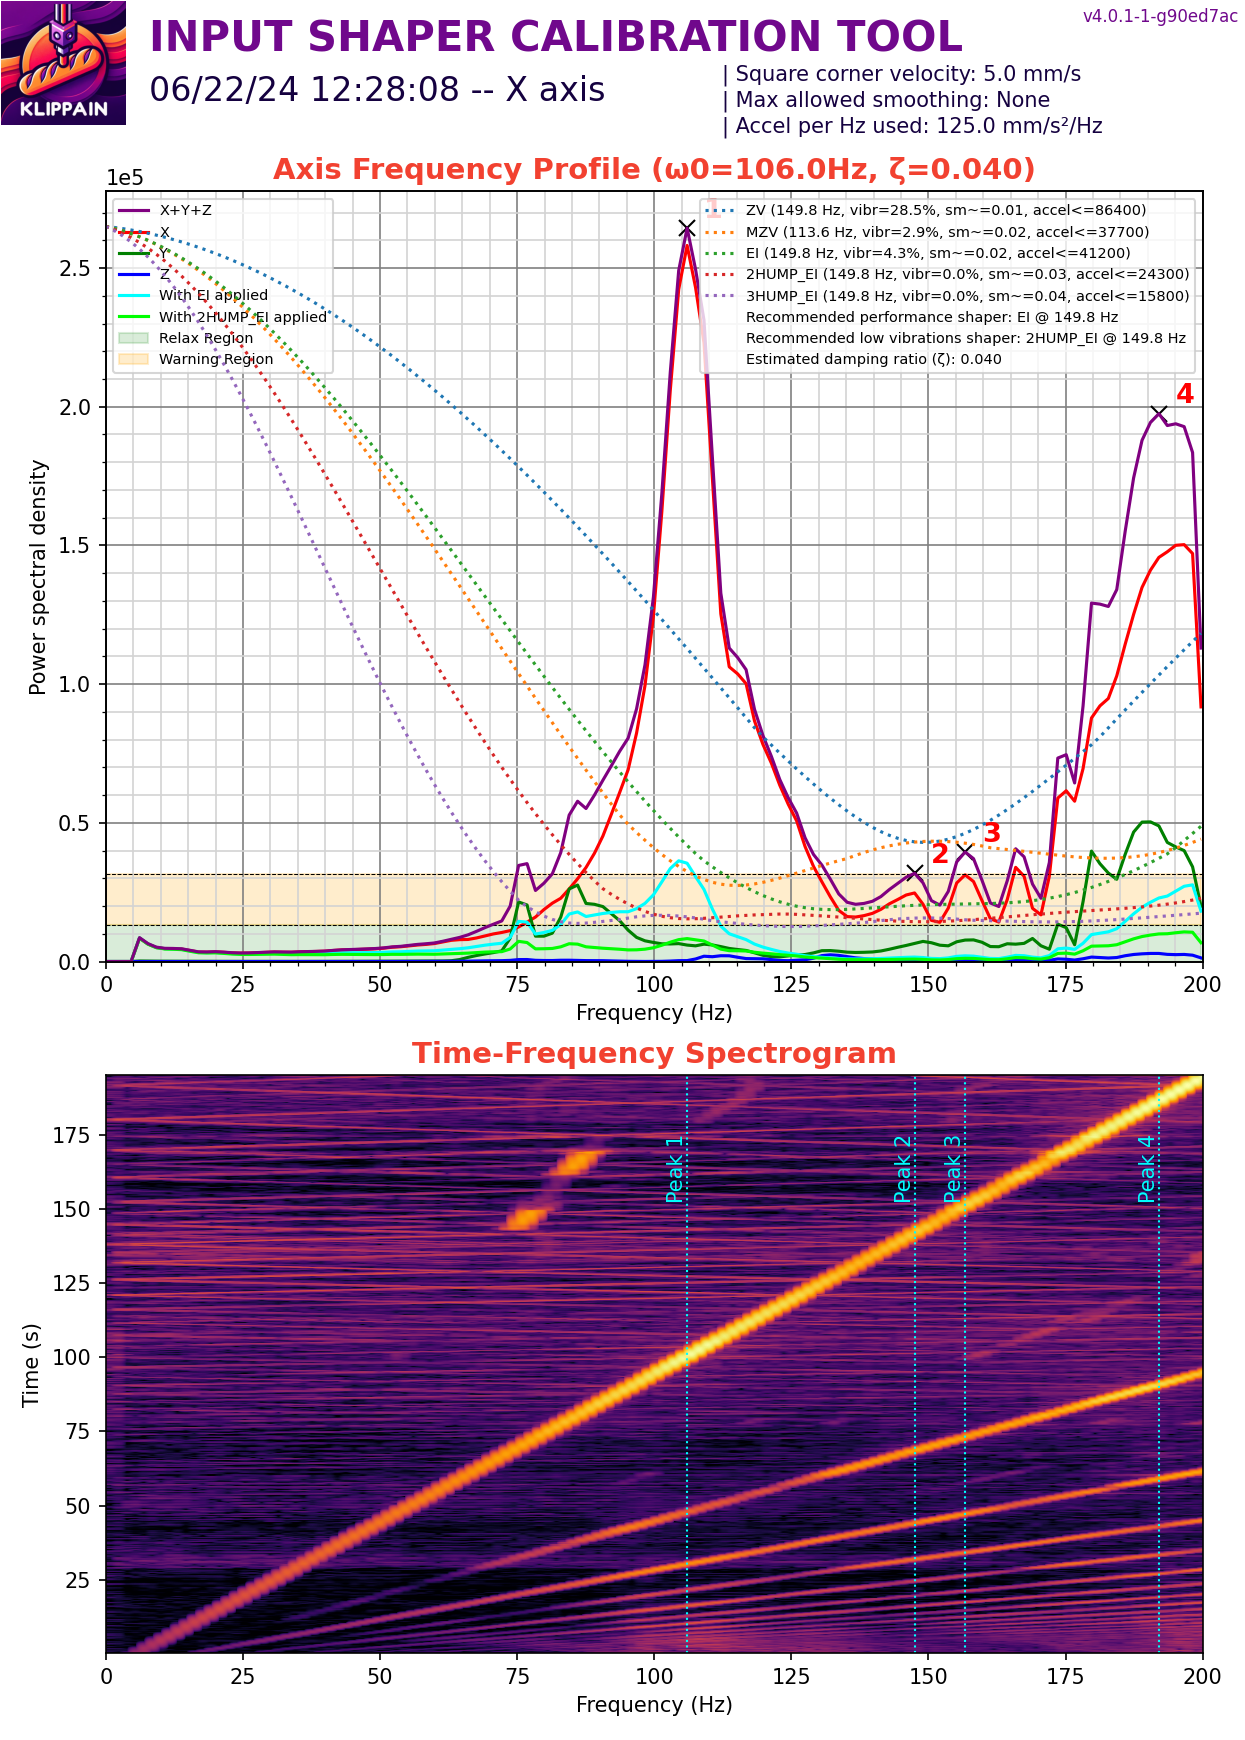 v4.0.1-1-g90ed7ac
INPUT SHAPER CALIBRATION TOOL
06/22/24 12:28:08 -- X axis
| Square corner velocity: 5.0 mm/s
| Max allowed smoothing: None
| Accel per Hz used: 125.0 mm/s²/Hz
KLIPPAIN
Axis Frequency Profile (ω0=106.0Hz, ζ=0.040)
1e5
X+Y+Z
X
Y
Z
With EI applied
With 2HUMP_EI applied
Relax Region
Warning Region
1
ZV (149.8 Hz, vibr=28.5%, sm~=0.01, accel<=86400)
MZV (113.6 Hz, vibr=2.9%, sm~=0.02, accel<=37700)
EI (149.8 Hz, vibr=4.3%, sm~=0.02, accel<=41200)
2HUMP_EI (149.8 Hz, vibr=0.0%, sm~=0.03, accel<=24300)
3HUMP_EI (149.8 Hz, vibr=0.0%, sm~=0.04, accel<=15800)
Recommended performance shaper: EI @ 149.8 Hz
Recommended low vibrations shaper: 2HUMP_EI @ 149.8 Hz
Estimated damping ratio (ζ): 0.040
4
3
2
2.5
2.0
1.5
1.0
0.5
0.0
Power spectral density
0 25 50 75 100 125 150 175 200
Frequency (Hz)
Time-Frequency Spectrogram
Peak 1
Peak 2
Peak 3
Peak 4
175
150
125
100
75
50
25
Time (s)
0 25 50 75 100 125 150 175 200
Frequency (Hz)